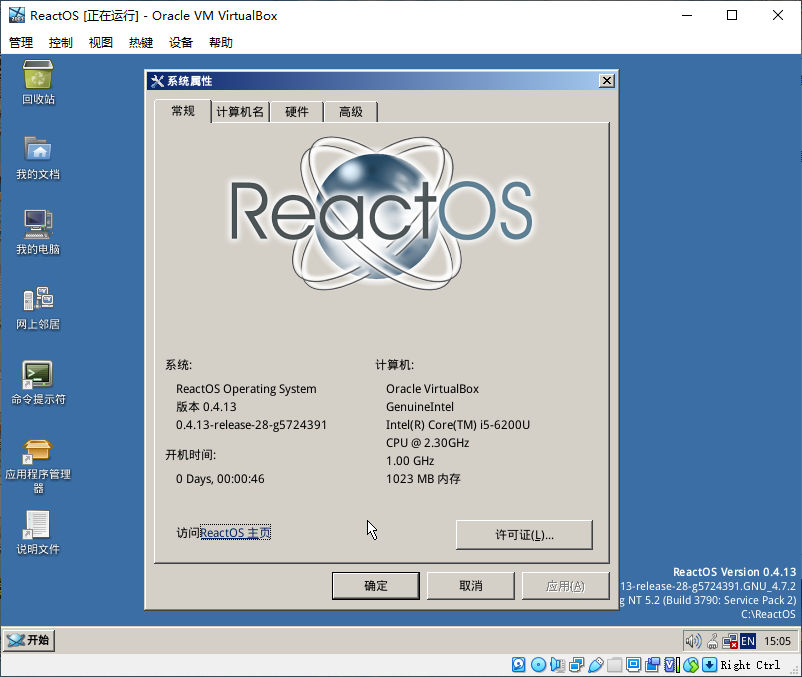 ReactOS [正在运行] - Oracle VM VirtualBox
管理 控制 视图 热键 设备 帮助
回收站
我的文档
我的电脑
网上邻居
命令提示符
应用程序管理
器
说明文件
系统属性
常规 计算机名 硬件 高级
ReactOS
系统:
ReactOS Operating System
版本 0.4.13
0.4.13-release-28-g5724391
开机时间:
0 Days, 00:00:46
计算机:
Oracle VirtualBox
GenuineIntel
Intel(R) Core(TM) i5-6200U
CPU @ 2.30GHz
1.00 GHz
1023 MB 内存
访问ReactOS 主页
许可证(L)...
确定 取消 应用(A)
ReactOS Version 0.4.13
13-release-28-g5724391.GNU_4.7.2
g NT 5.2 (Build 3790: Service Pack 2)
C:\ReactOS
开始 EN 15:05
Right Ctrl